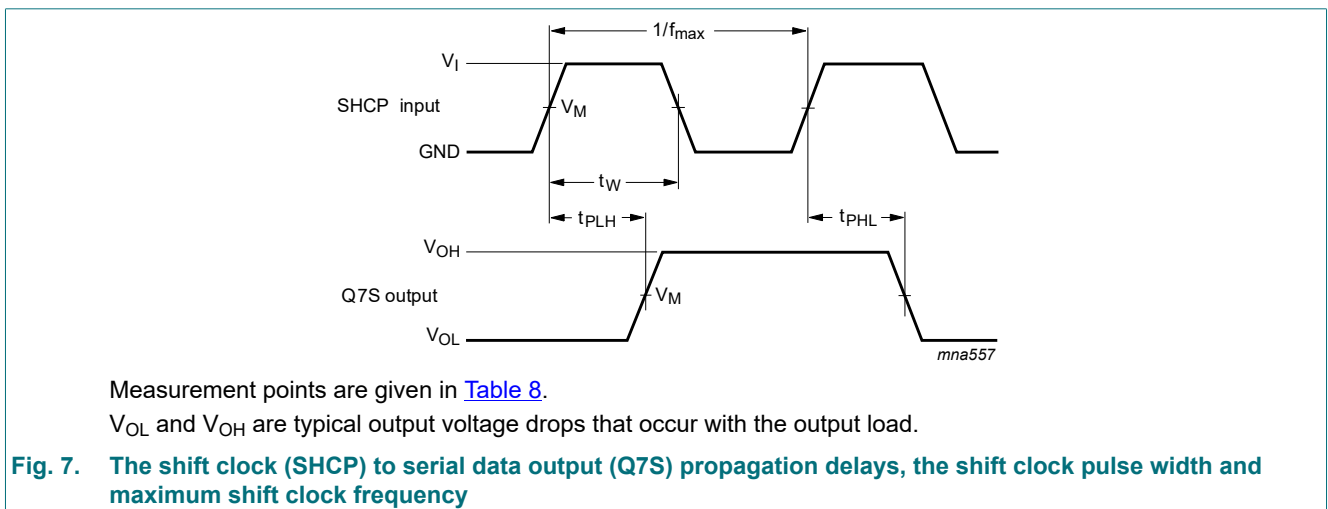 1/fmax
VI
SHCP input
VM
GND
tW
tPLH
tPHL
VOH
Q7S output
VM
VOL
mna557
Measurement points are given in Table 8.
VOL and VOH are typical output voltage drops that occur with the output load.
Fig. 7. The shift clock (SHCP) to serial data output (Q7S) propagation delays, the shift clock pulse width and
maximum shift clock frequency